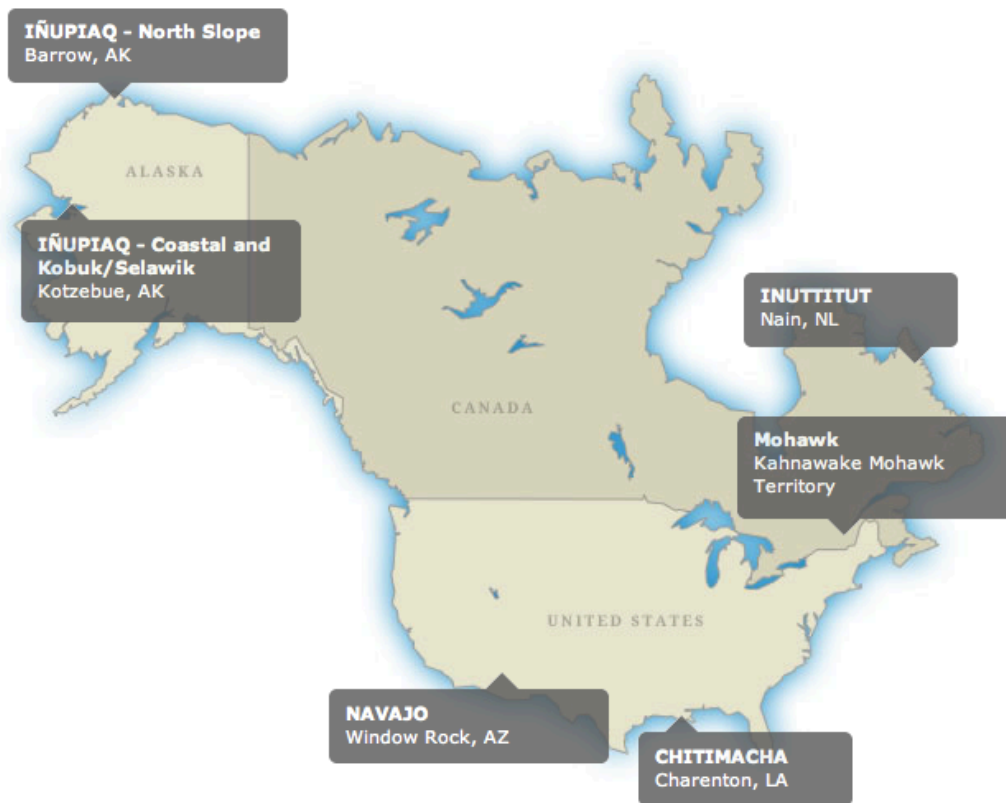 IÑUPIAQ - North Slope
Barrow, AK
ALASKA
IÑUPIAQ - Coastal and
Kobuk/Selawik
Kotzebue, AK
INUTTITUT
Nain, NL
CANADA
Mohawk
Kahnawake Mohawk
Territory
UNITED STATES
NAVAJO
Window Rock, AZ
CHITIMACHA
Charenton, LA